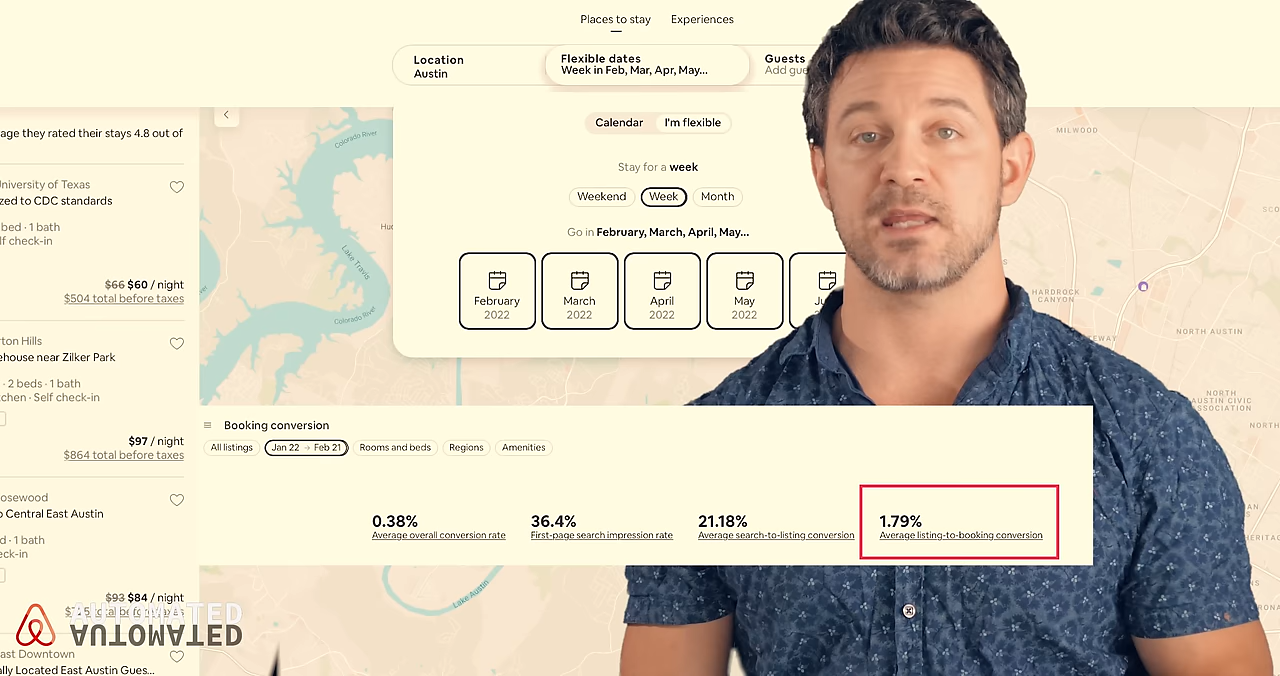 Places to stay
Experiences
Location
Austin
Flexible dates
Week in Feb, Mar, Apr, May...
Guests
Add gue
Calendar
I'm flexible
Stay for a week
Weekend
Week
Month
Go in February, March, April, May...
February
2022
March
2022
April
2022
May
2022
Ju
age they rated their stays 4.8 out of
University of Texas
zed to CDC standards
bed · 1 bath
lf check-in
$66 $60 / night
$504 total before taxes
rton Hills
ehouse near Zilker Park
· 2 beds · 1 bath
tchen · Self check-in
$97 / night
$864 total before taxes
osewood
o Central East Austin
d · 1 bath
eck-in
$93 $84 / night
AUTOMATED
AUTOMATED
ast Downtown
ally Located East Austin Gues...
Colorado River
Lake Travis
Colorado River
Lake Austin
MILWOOD
HARDROCK
CANYON
NORTH AUSTIN
NORTH
AUSTIN CIVIC
ASSOCIATION
Booking conversion
All listings
Jan 22 → Feb 21
Rooms and beds
Regions
Amenities
0.38%
Average overall conversion rate
36.4%
First-page search impression rate
21.18%
Average search-to-listing conversion
1.79%
Average listing-to-booking conversion